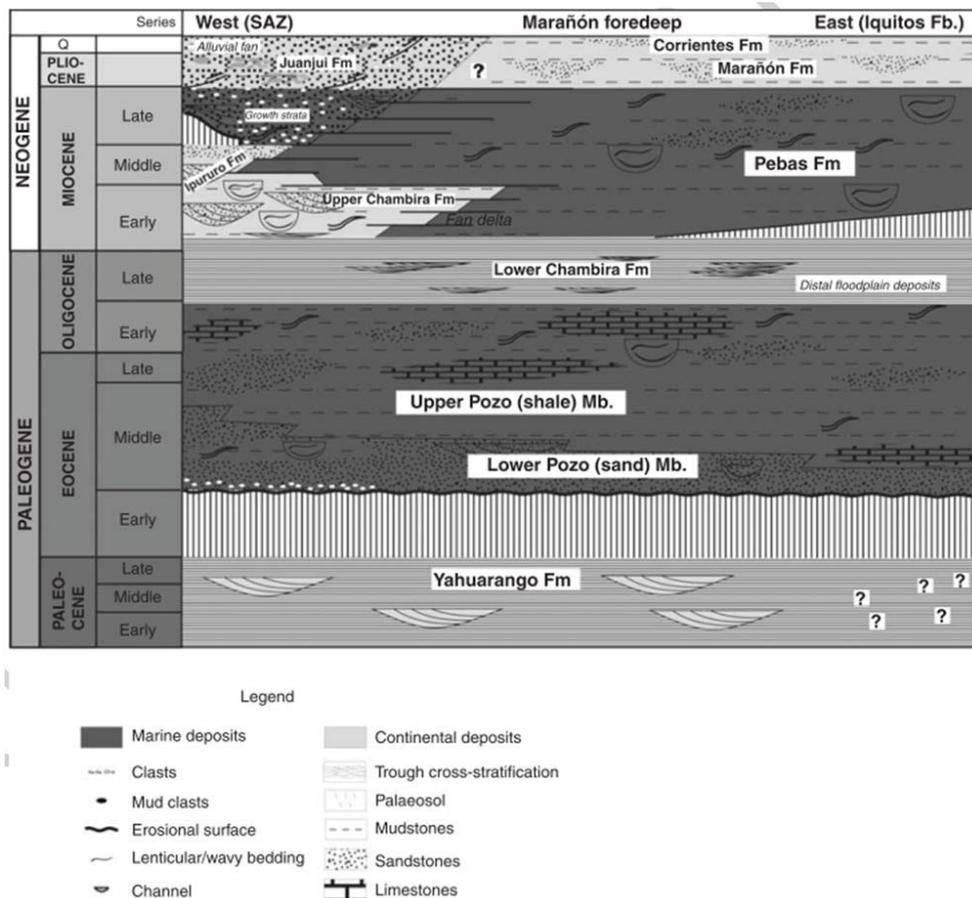 Series West (SAZ) Marañón foredeep East (Iquitos Fb.)
NEOGENE
PALEOGENE
Q
PLIO-
CENE
MIOCENE
OLIGOCENE
EOCENE
PALEO-
CENE
Late
Middle
Early
Late
Early
Late
Middle
Early
Late
Middle
Early
Alluvial fan
Juanjui Fm
Corrientes Fm
?
Marañón Fm
Growth strata
Ipururo Fm
Pebas Fm
Upper Chambira Fm
Fan delta
Lower Chambira Fm
Distal floodplain deposits
Upper Pozo (shale) Mb.
Lower Pozo (sand) Mb.
Yahuarango Fm
?
?
?
?
?
Legend
Marine deposits
Clasts
Mud clasts
Erosional surface
Lenticular/wavy bedding
Channel
Continental deposits
Trough cross-stratification
Palaeosol
Mudstones
Sandstones
Limestones